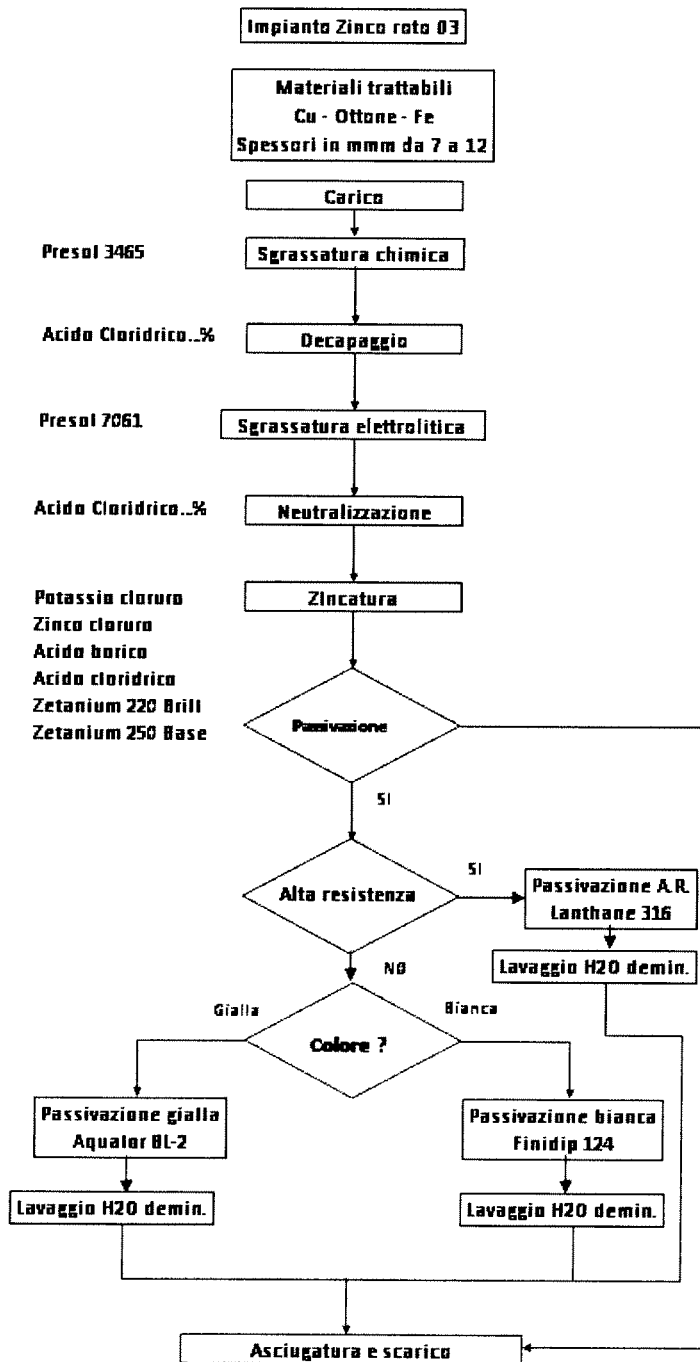 Impianto Zinco roto 03
Materiali trattabili
Cu - Ottone - Fe
Spessori in mmm da 7 a 12
Carico
Presol 3465
Sgrassatura chimica
Acido Cloridrico..%
Decapaggio
Presol 7061
Sgrassatura elettrolitica
Acido Cloridrico..%
Neutralizzazione
Zincatura
Potassio cloruro
Zinco cloruro
Acido borico
Acido cloridrico
Zetanium 220 Brill
Zetanium 250 Base
Passivazione
SI
Alta resistenza
SI
Passivazione A.R.
Lanthane 316
Lavaggio H2O demin.
NO
Gialla
Bianca
Colore ?
Passivazione gialla
Aqualor BL-2
Passivazione bianca
Finidip 124
Lavaggio H2O demin.
Lavaggio H2O demin.
Asciugatura e scarico